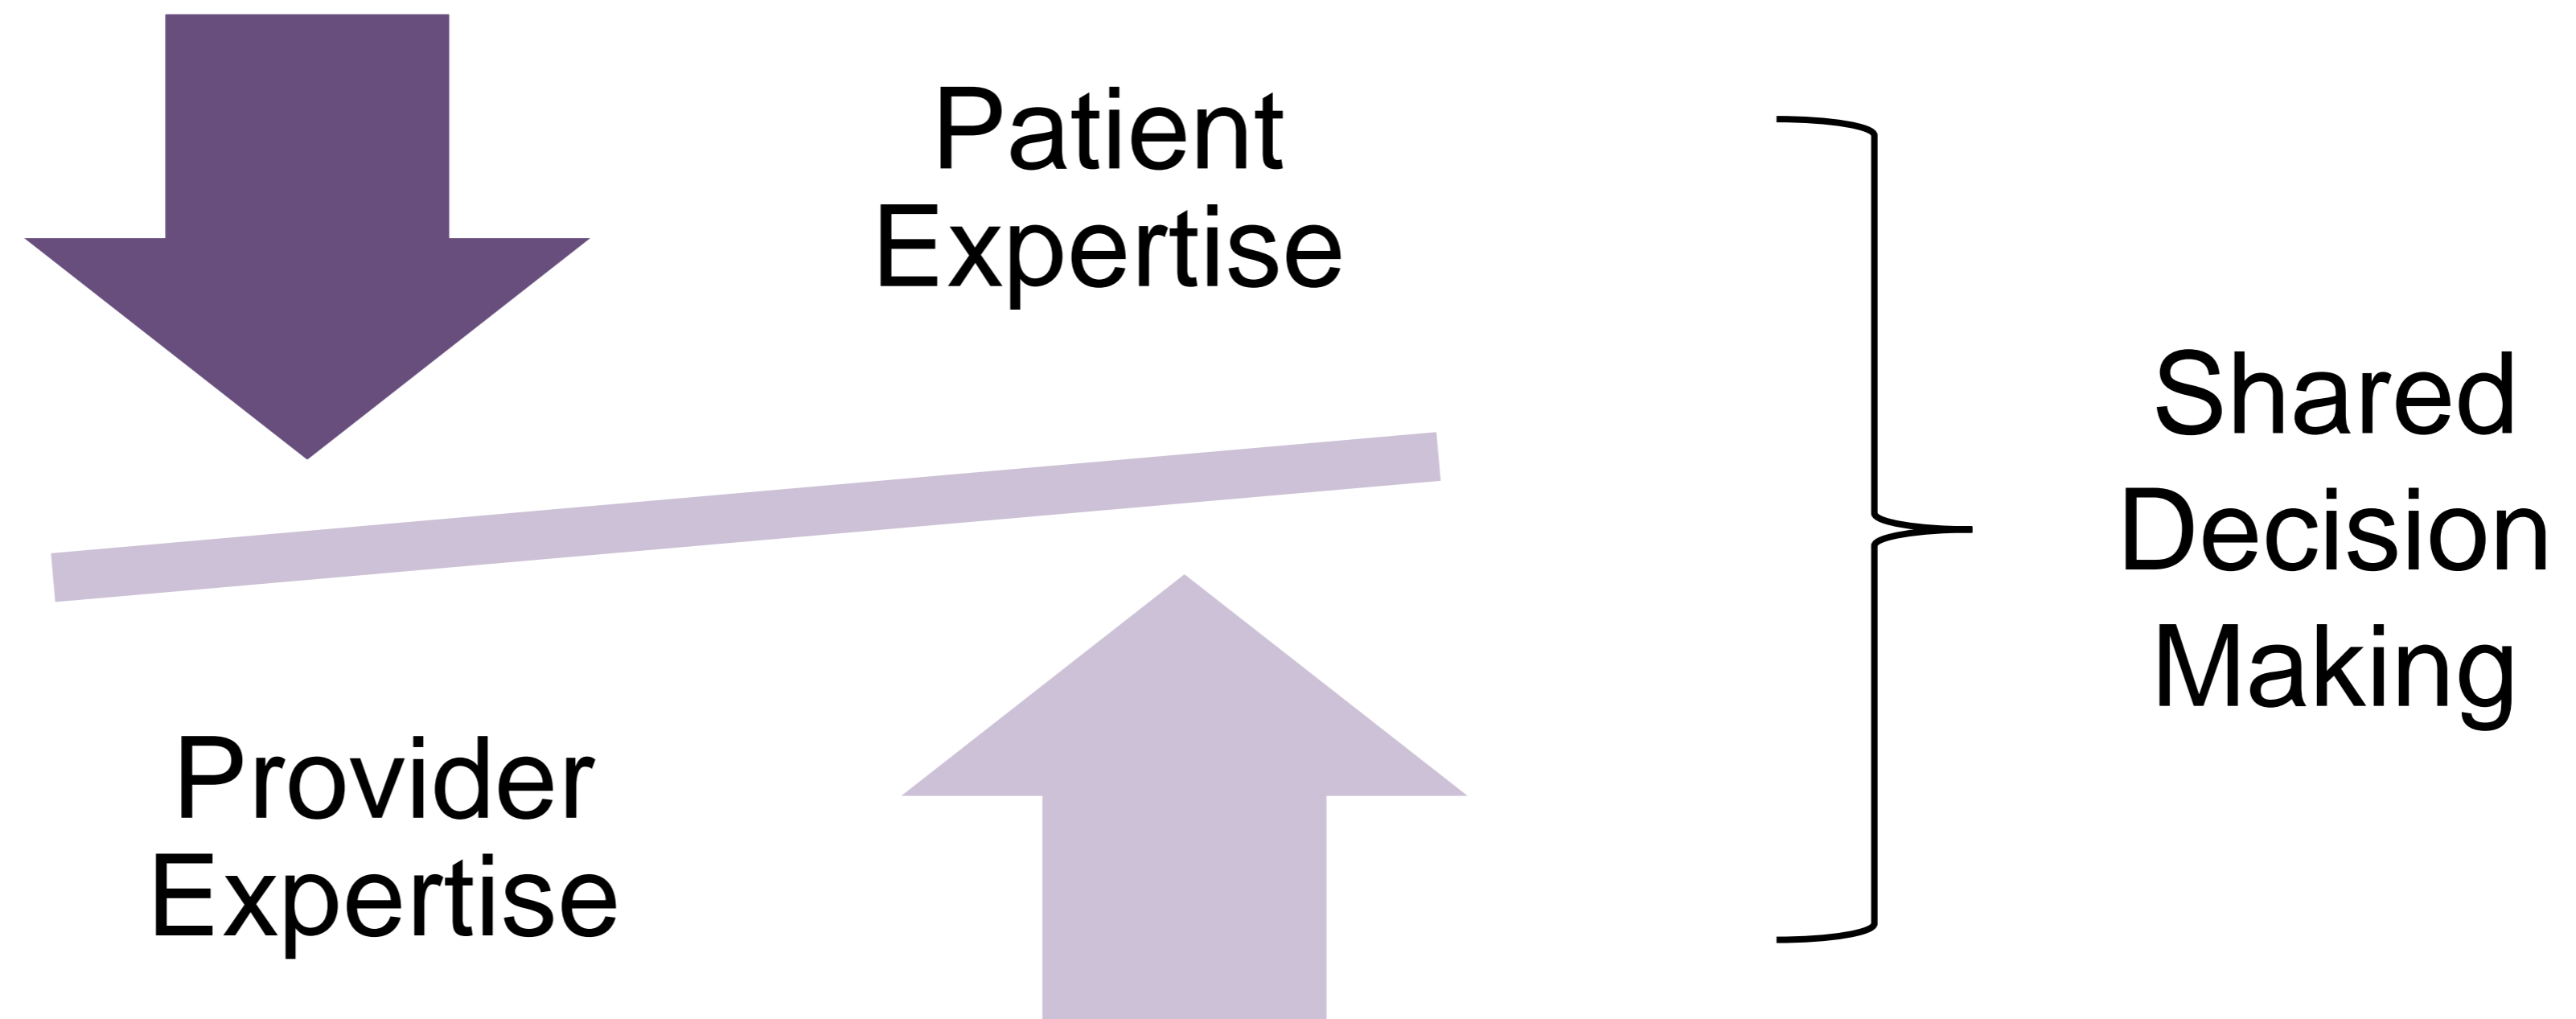 Patient
Expertise
Provider
Expertise
Shared
Decision
Making